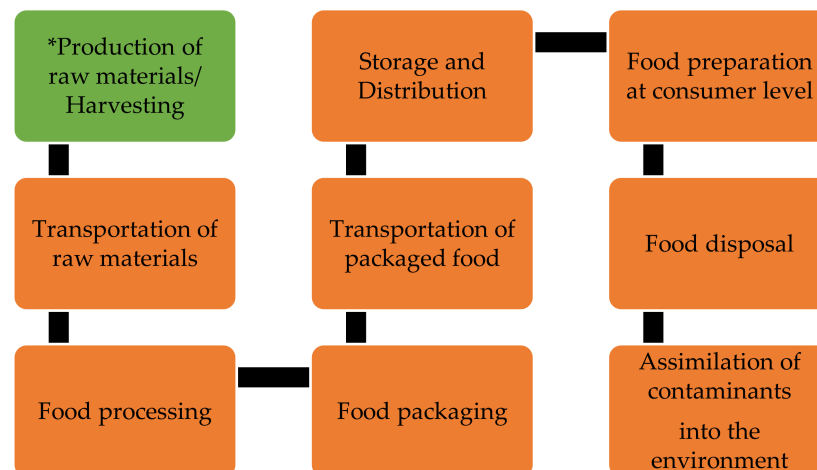 *Production of
raw materials/
Harvesting
Transportation of
raw materials
Food processing
Food packaging
Transportation of
packaged food
Storage and
Distribution
Food preparation
at consumer level
Food disposal
Assimilation of
contaminants
into the
environment